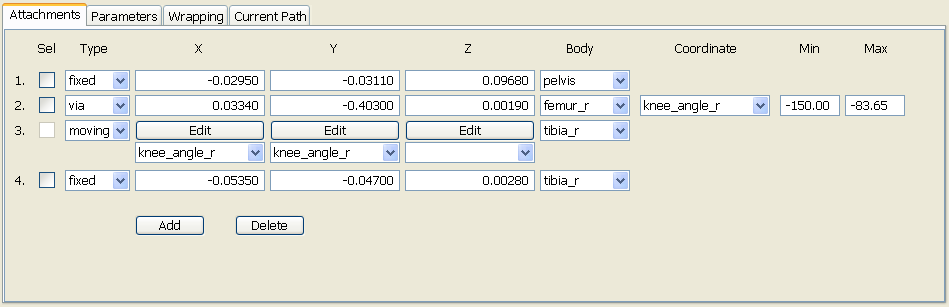 Attachments Parameters Wrapping Current Path
Sel Type X Y Z Body Coordinate Min Max
1. fixed -0.02950 -0.03110 0.09680 pelvis
2. via 0.03340 -0.40300 0.00190 femur_r knee_angle_r -150.00 -83.65
3. moving Edit Edit Edit tibia_r
knee_angle_r knee_angle_r
4. fixed -0.05350 -0.04700 0.00280 tibia_r
Add Delete